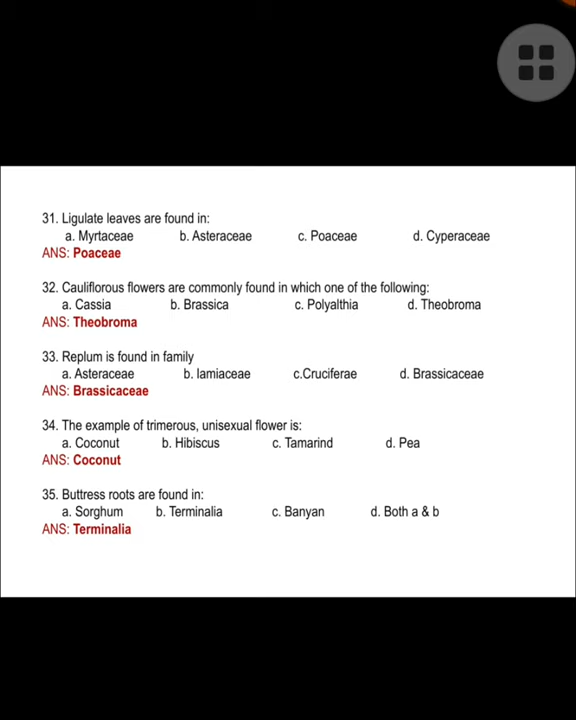 31. Ligulate leaves are found in:
a. Myrtaceae b. Asteraceae c. Poaceae d. Cyperaceae
ANS: Poaceae
32. Cauliflorous flowers are commonly found in which one of the following:
a. Cassia b. Brassica c. Polyalthia d. Theobroma
ANS: Theobroma
33. Replum is found in family
a. Asteraceae b. lamiaceae c.Cruciferae d. Brassicaceae
ANS: Brassicaceae
34. The example of trimerous, unisexual flower is:
a. Coconut b. Hibiscus c. Tamarind d. Pea
ANS: Coconut
35. Buttress roots are found in:
a. Sorghum b. Terminalia c. Banyan d. Both a & b
ANS: Terminalia